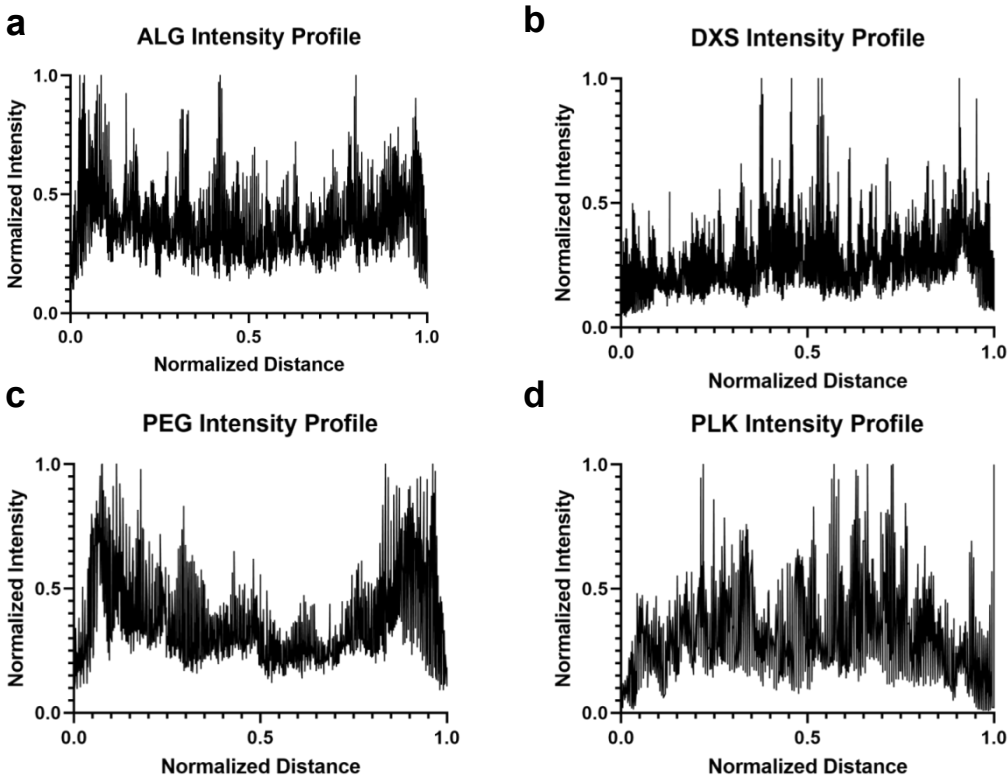 a
ALG Intensity Profile
Normalized Intensity
1.0
0.5
0.0
0.0 0.5 1.0
Normalized Distance
b
DXS Intensity Profile
Normalized Intensity
1.0
0.5
0.0
0.0 0.5 1.0
Normalized Distance
c
PEG Intensity Profile
Normalized Intensity
1.0
0.5
0.0
0.0 0.5 1.0
Normalized Distance
d
PLK Intensity Profile
Normalized Intensity
1.0
0.5
0.0
0.0 0.5 1.0
Normalized Distance